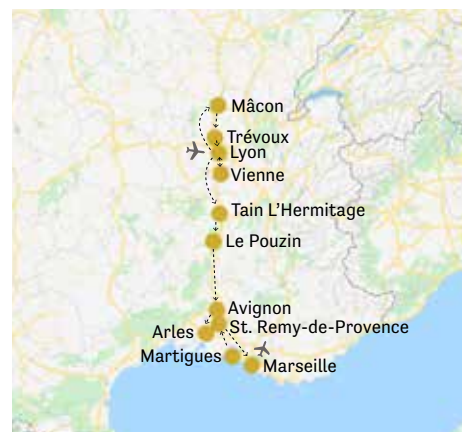 Mâcon
Trévoux
Lyon
Vienne
Tain L'Hermitage
Le Pouzin
Avignon
St. Remy-de-Provence
Arles
Martigues
Marseille